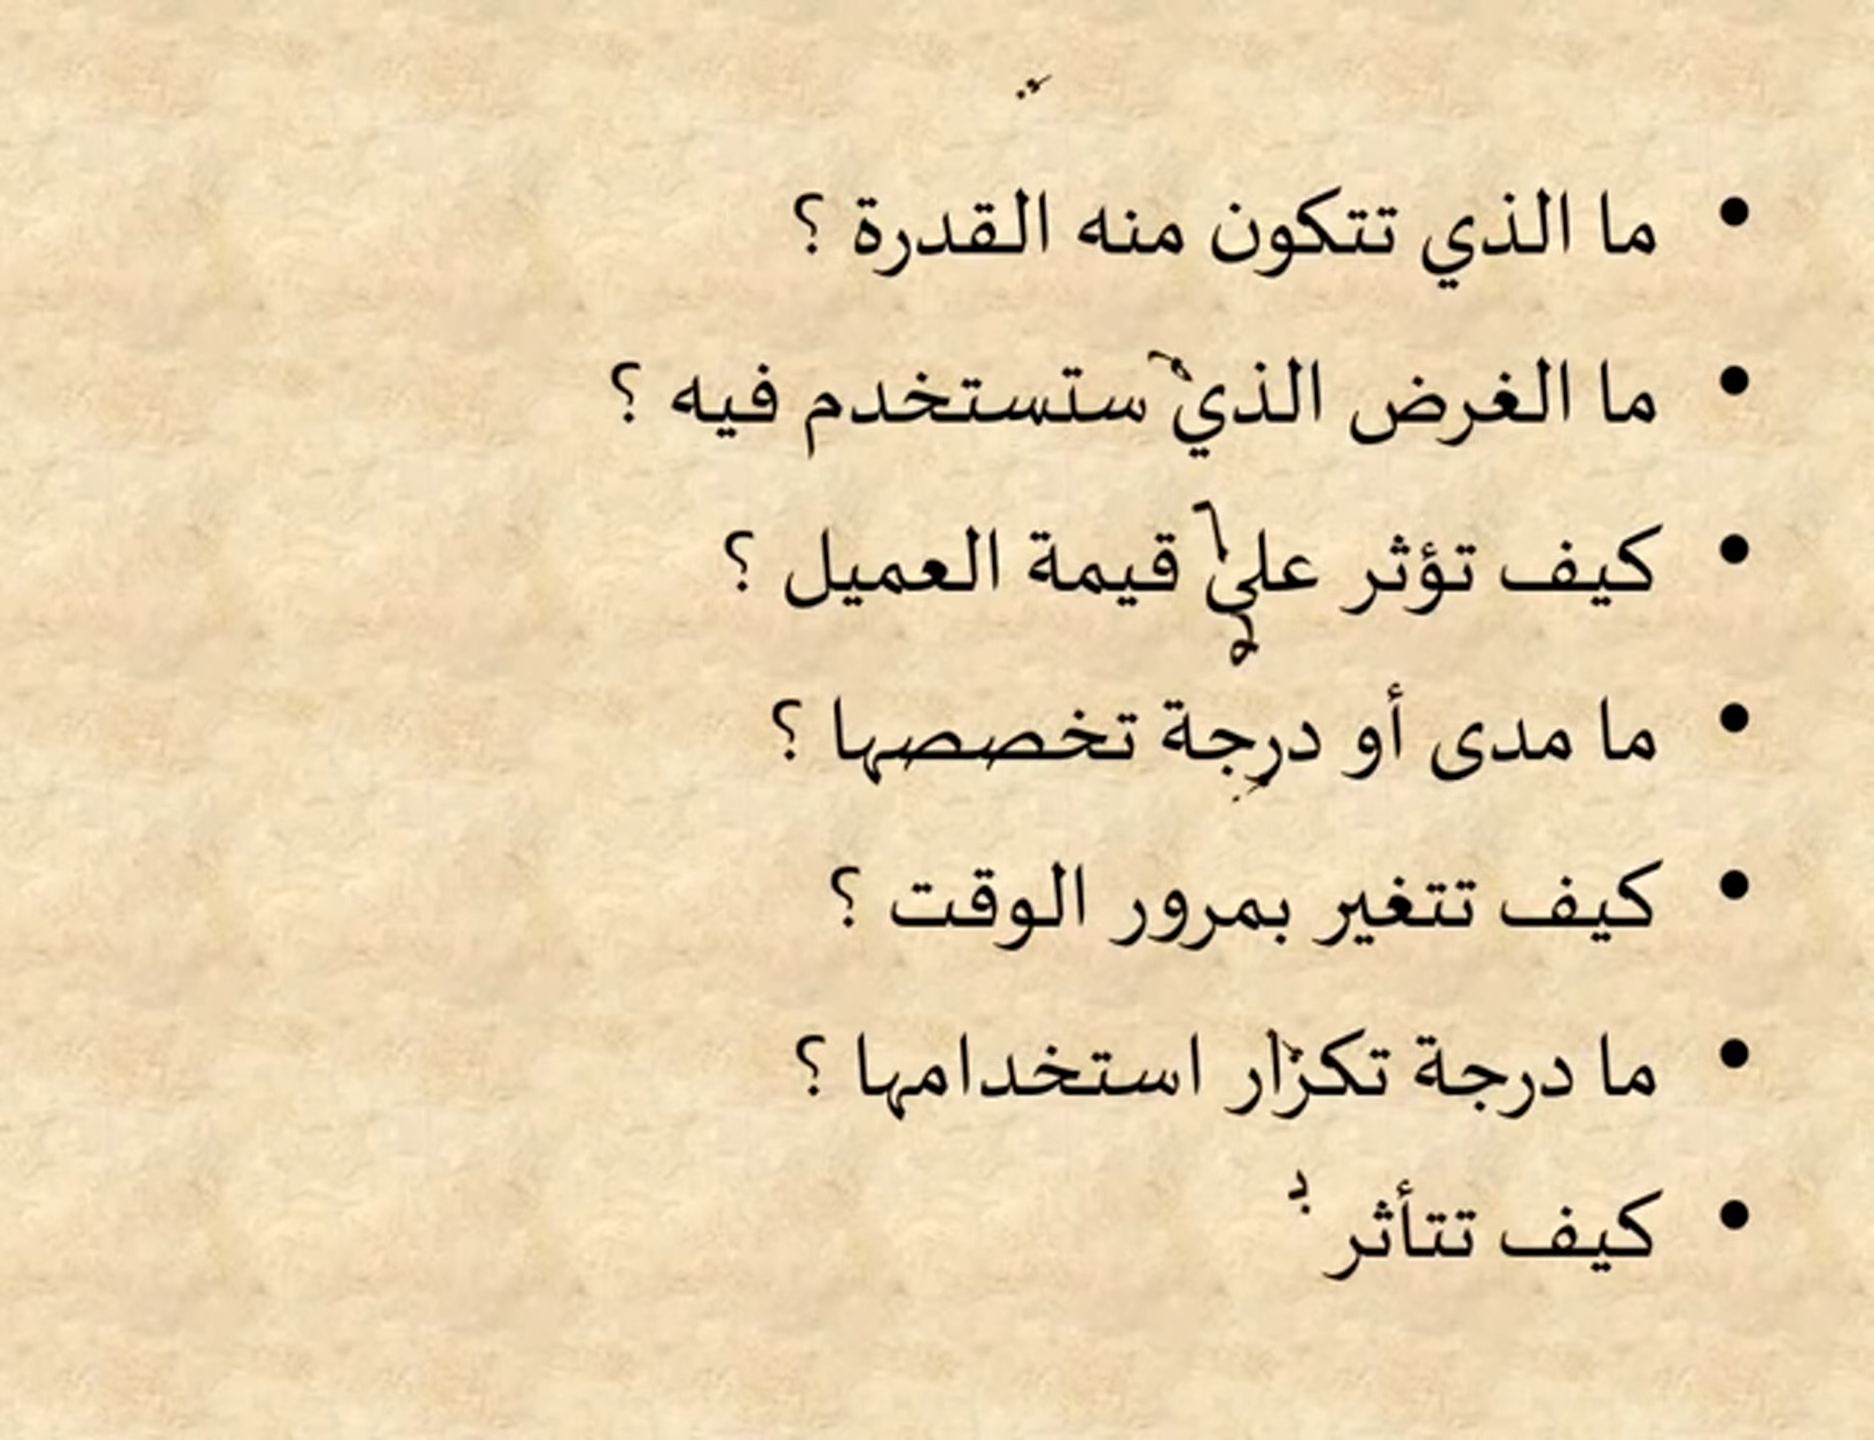 • ما الذي تتكون منه القدرة ؟
• ما الغرض الذي ستستخدم فيه ؟
• كيف تؤثر علي قيمة العميل ؟
• ما مدى أو درجة تخصصها ؟
• كيف تتغير بمرور الوقت ؟
• ما درجة تكرار استخدامها ؟
• كيف تتأثر